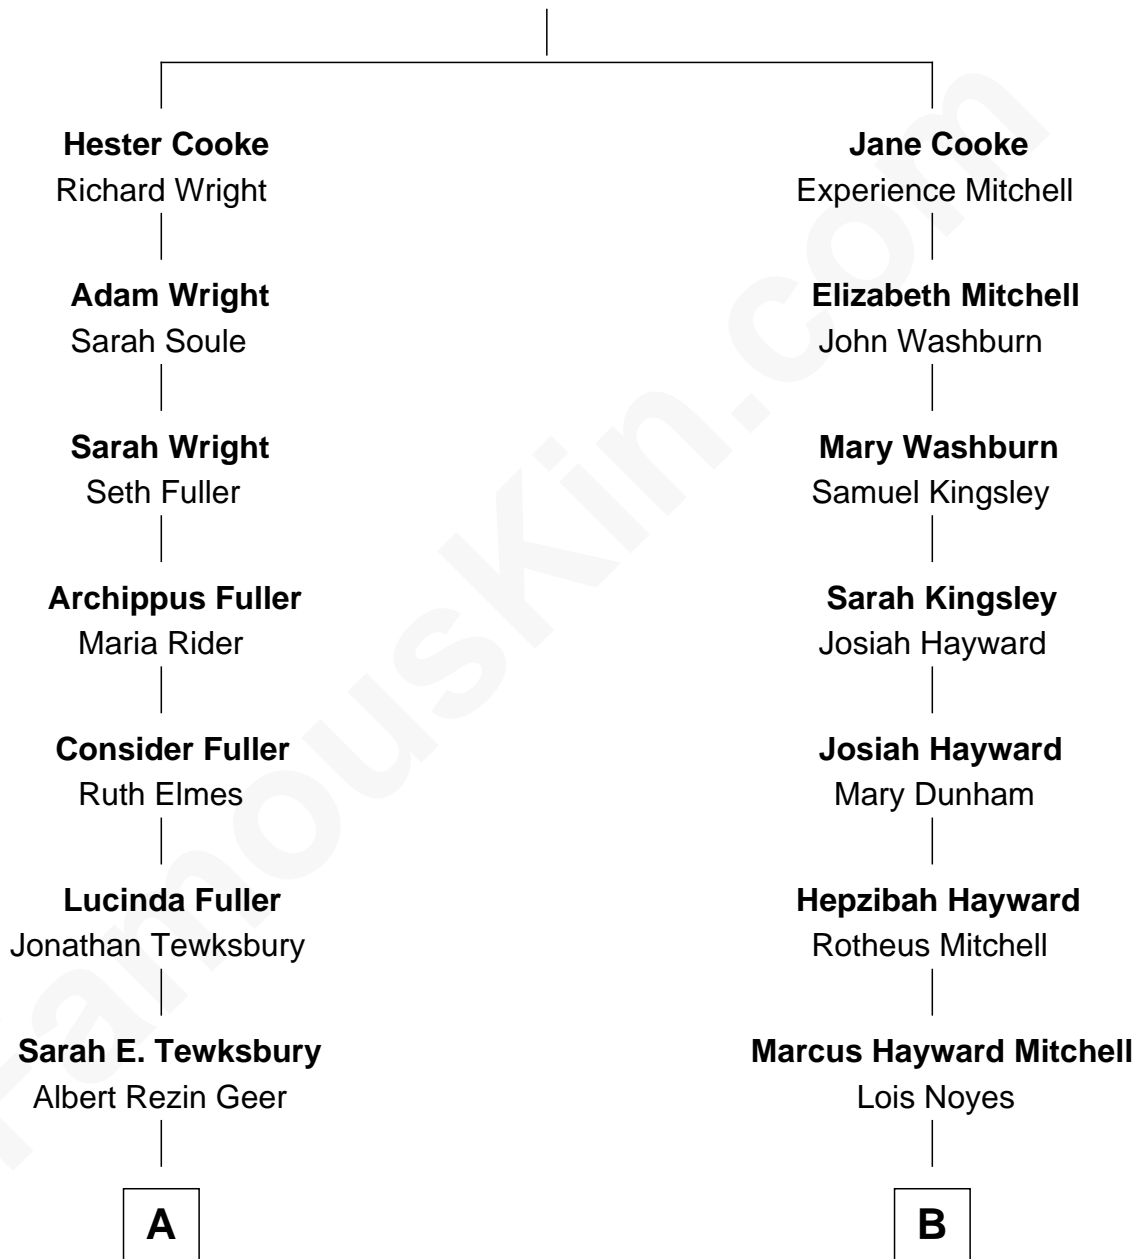 Hester Cooke
Richard Wright
Jane Cooke
Experience Mitchell
Adam Wright
Sarah Soule
Elizabeth Mitchell
John Washburn
Sarah Wright
Seth Fuller
Mary Washburn
Samuel Kingsley
Archippus Fuller
Maria Rider
Sarah Kingsley
Josiah Hayward
Consider Fuller
Ruth Elmes
Josiah Hayward
Mary Dunham
Lucinda Fuller
Jonathan Tewksbury
Hepzibah Hayward
Rotheus Mitchell
Sarah E. Tewksbury
Albert Rezin Geer
Marcus Hayward Mitchell
Lois Noyes
A
B
FamousKin.com